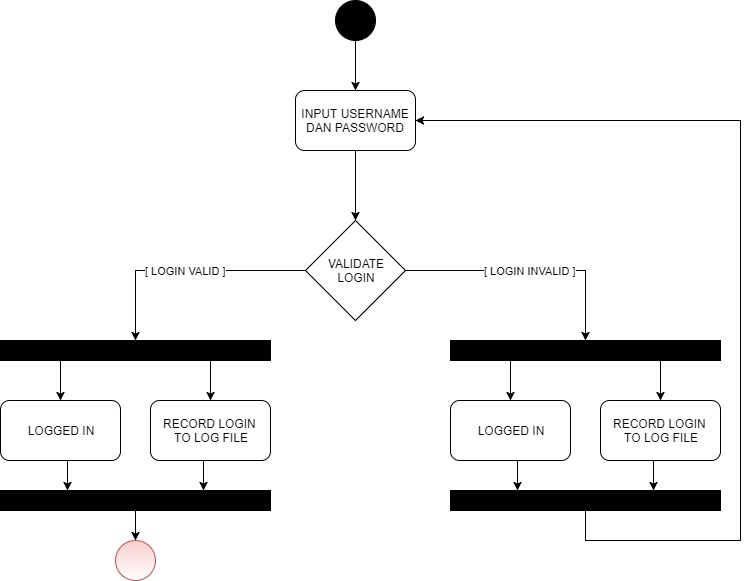 INPUT USERNAME
DAN PASSWORD
VALIDATE
LOGIN
[ LOGIN VALID ]
[ LOGIN INVALID ]
LOGGED IN
RECORD LOGIN
TO LOG FILE
LOGGED IN
RECORD LOGIN
TO LOG FILE